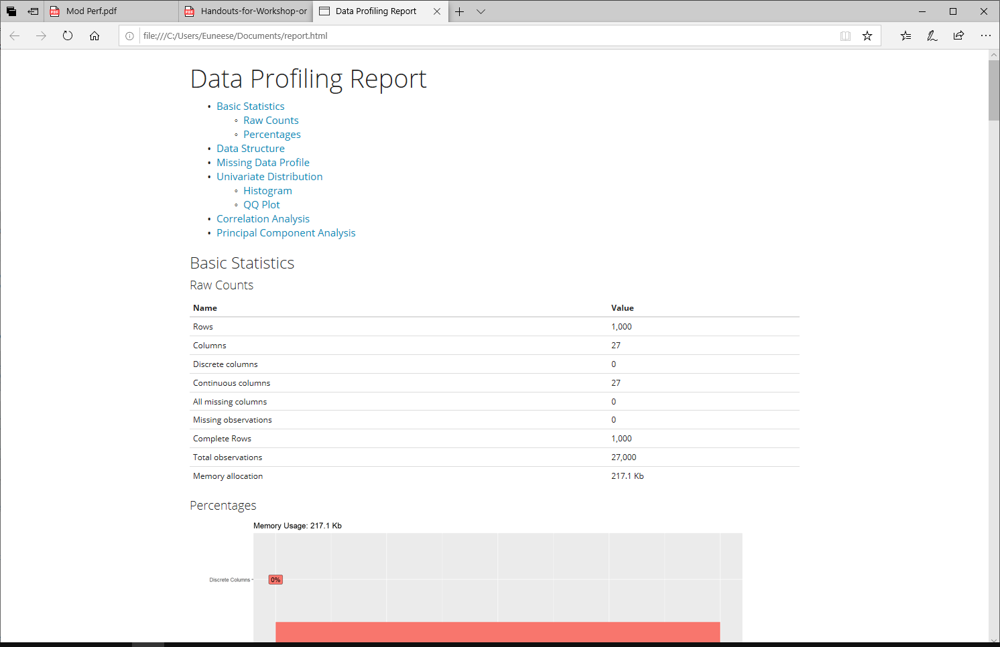 Mod Perf.pdf
Handouts-for-Workshop-or
Data Profiling Report
file:///C:/Users/Euneese/Documents/report.html
Data Profiling Report
• Basic Statistics
◦ Raw Counts
◦ Percentages
• Data Structure
• Missing Data Profile
• Univariate Distribution
◦ Histogram
◦ QQ Plot
• Correlation Analysis
• Principal Component Analysis
Basic Statistics
Raw Counts
Name Value
Rows 1,000
Columns 27
Discrete columns 0
Continuous columns 27
All missing columns 0
Missing observations 0
Complete Rows 1,000
Total observations 27,000
Memory allocation 217.1 Kb
Percentages
Memory Usage: 217.1 Kb
Discrete Columns 0%